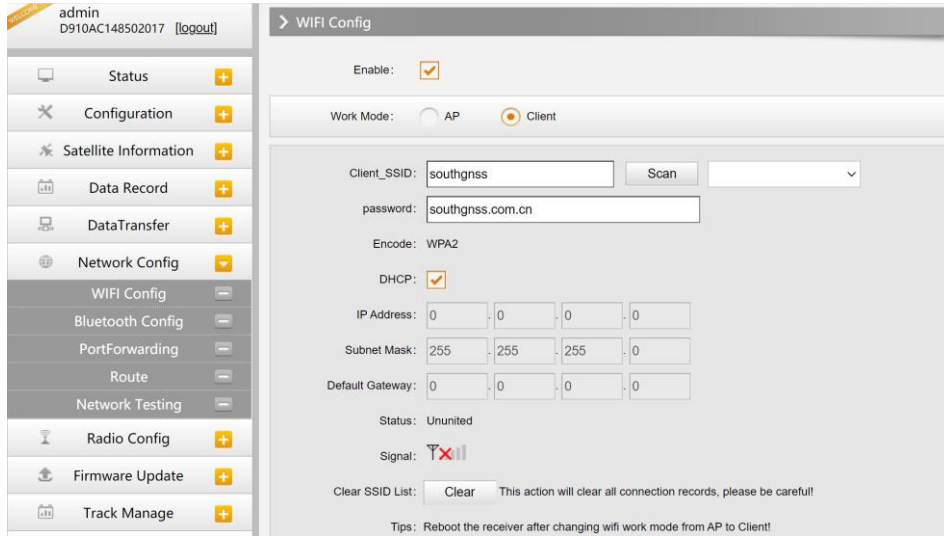 WELCOME
admin
D910AC148502017 [logout]
Status
Configuration
Satellite Information
Data Record
DataTransfer
Network Config
WIFI Config
Bluetooth Config
PortForwarding
Route
Network Testing
Radio Config
Firmware Update
Track Manage
WIFI Config
Enable:
Work Mode: AP Client
Client_SSID: southgnss Scan
password: southgnss.com.cn
Encode: WPA2
DHCP:
IP Address: 0 . 0 . 0 . 0
Subnet Mask: 255 . 255 . 255 . 0
Default Gateway: 0 . 0 . 0 . 0
Status: Ununited
Signal:
Clear SSID List: Clear This action will clear all connection records, please be careful!
Tips: Reboot the receiver after changing wifi work mode from AP to Client!